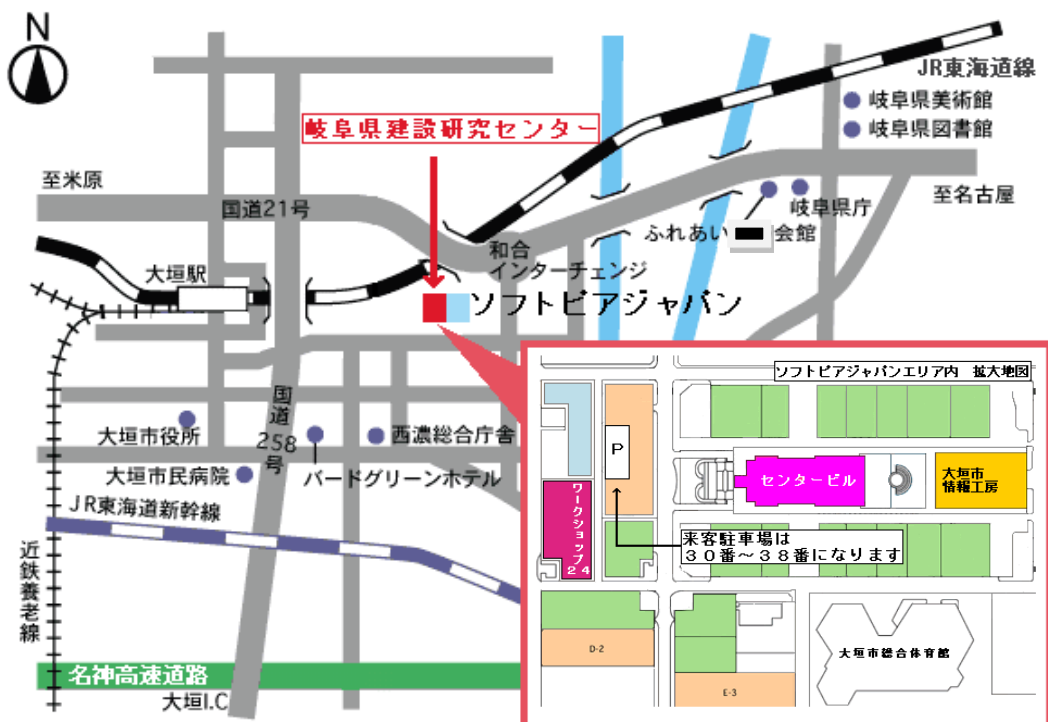 N
JR東海道線
岐阜県美術館
岐阜県図書館
岐阜県建設研究センター
至米原
国道21号
至名古屋
岐阜県庁
ふれあい
会館
和合
インターチェンジ
大垣駅
ソフトピアジャパン
国道
258
号
大垣市役所
西濃総合庁舎
大垣市民病院
バードグリーンホテル
JR東海道新幹線
近鉄養老線
名神高速道路
大垣I.C
ソフトピアジャパンエリア内 拡大地図
P
センタービル
大垣市
情報工房
ワークショップ
24
来客駐車場は
30番～38番になります
D-2
E-3
大垣市総合体育館